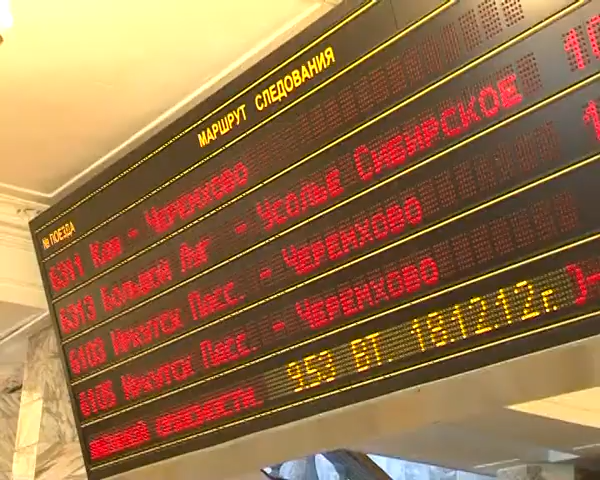 № ПОЕЗДА МАРШРУТ СЛЕДОВАНИЯ
6311 - Черемхово
6313 Большой Луг - Усолье Сибирское
6103 Иркутск Пасс. - Черемхово
6105 Иркутск Пасс. - Черемхово
9.53 ВТ 18.12.12г.